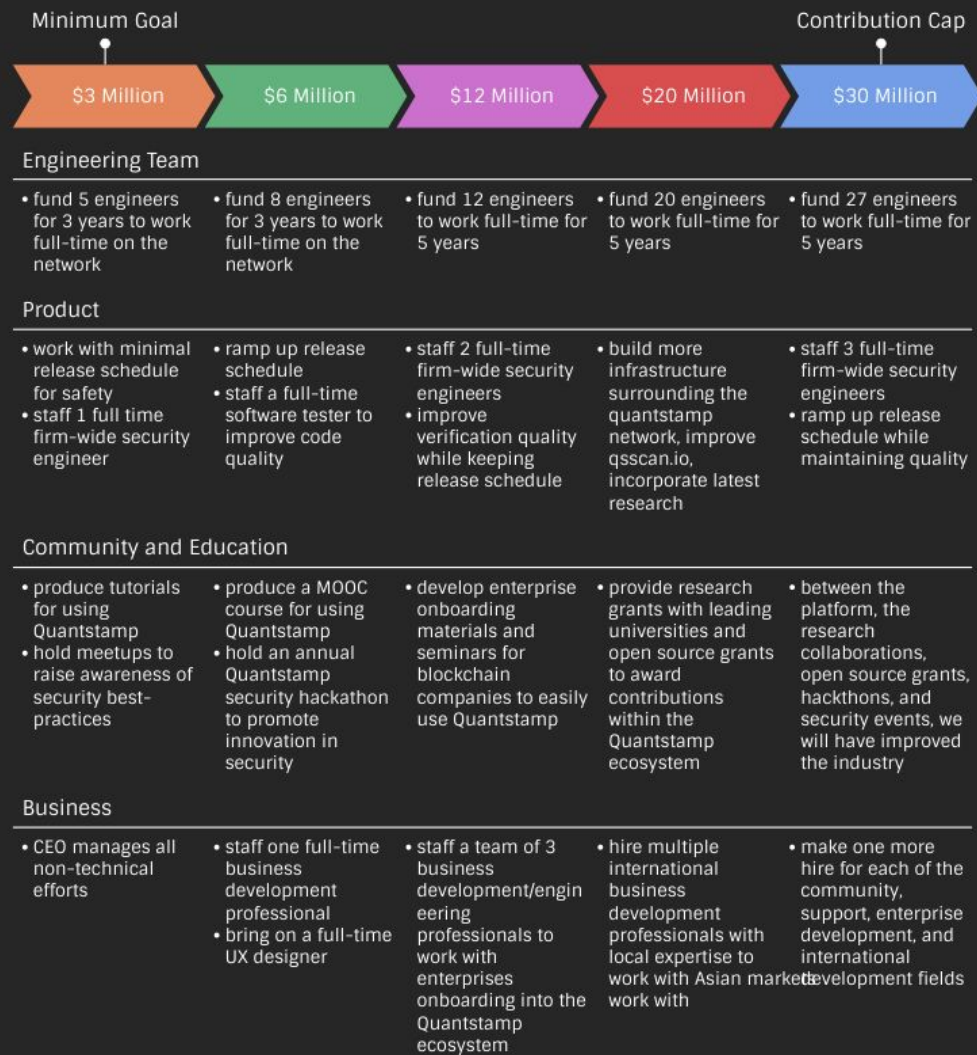 Minimum Goal
Contribution Cap
$3 Million
$6 Million
$12 Million
$20 Million
$30 Million
Engineering Team
• fund 5 engineers
for 3 years to work
full-time on the
network
• fund 8 engineers
for 3 years to work
full-time on the
network
• fund 12 engineers
to work full-time for
5 years
• fund 20 engineers
to work full-time for
5 years
• fund 27 engineers
to work full-time for
5 years
Product
• work with minimal
release schedule
for safety
• staff 1 full time
firm-wide security
engineer
• ramp up release
schedule
• staff a full-time
software tester to
improve code
quality
• staff 2 full-time
firm-wide security
engineers
• improve
verification quality
while keeping
release schedule
• build more
infrastructure
surrounding the
quantstamp
network, improve
qsscan.io,
incorporate latest
research
• staff 3 full-time
firm-wide security
engineers
• ramp up release
schedule while
maintaining quality
Community and Education
• produce tutorials
for using
Quantstamp
• hold meetups to
raise awareness of
security best-
practices
• produce a MOOC
course for using
Quantstamp
• hold an annual
Quantstamp
security hackathon
to promote
innovation in
security
• develop enterprise
onboarding
materials and
seminars for
blockchain
companies to easily
use Quantstamp
• provide research
grants with leading
universities and
open source grants
to award
contributions
within the
Quantstamp
ecosystem
• between the
platform, the
research
collaborations,
open source grants,
hackthons, and
security events, we
will have improved
the industry
Business
• CEO manages all
non-technical
efforts
• staff one full-time
business
development
professional
• bring on a full-time
UX designer
• staff a team of 3
business
development/engin
eering
professionals to
work with
enterprises
onboarding into the
Quantstamp
ecosystem
• hire multiple
international
business
development
professionals with
local expertise to
work with Asian markets
work with
• make one more
hire for each of the
community,
support, enterprise
development, and
international
development fields